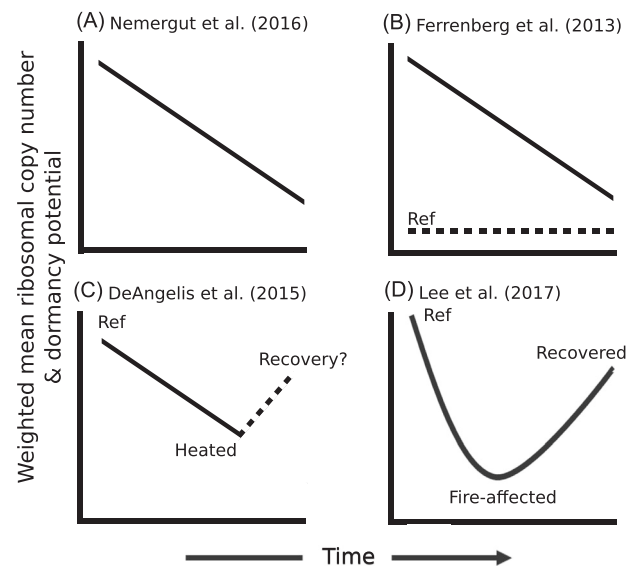 (A) Nemergut et al. (2016)
(B) Ferrenberg et al. (2013)
Weighted mean ribosomal copy number
& dormancy potential
Ref
(C) DeAngelis et al. (2015)
(D) Lee et al. (2017)
Ref
Recovery?
Heated
Ref
Recovered
Fire-affected
Time